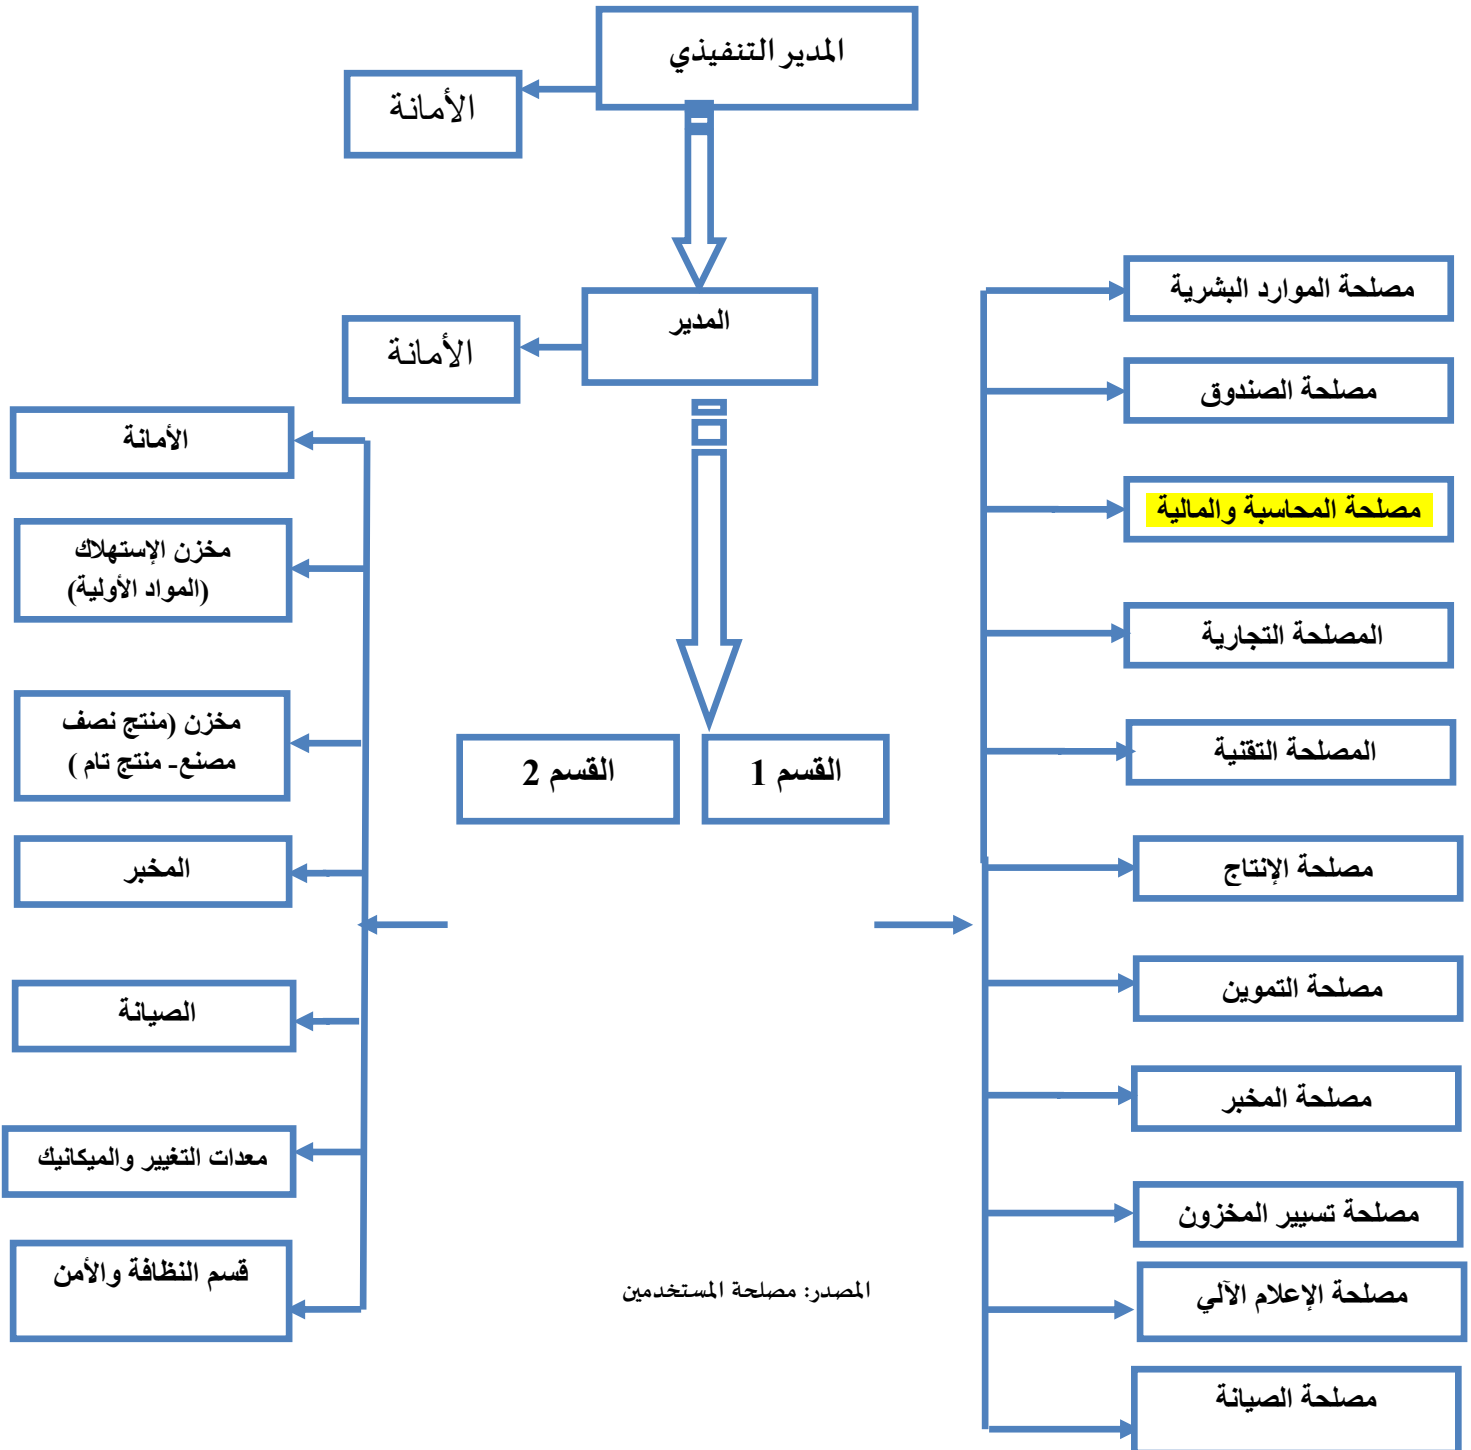 المدير التنفيذي
الأمانة
المدير
الأمانة
مصلحة الموارد البشرية
مصلحة الصندوق
مصلحة المحاسبة والمالية
المصلحة التجارية
المصلحة التقنية
مصلحة الإنتاج
مصلحة التموين
مصلحة المخبر
مصلحة تسيير المخزون
مصلحة الإعلام الآلي
مصلحة الصيانة
القسم 1
القسم 2
الأمانة
مخزن الإستهلاك
(المواد الأولية)
مخزن (منتج نصف
مصنع- منتج تام )
المخبر
الصيانة
معدات التغيير والميكانيك
قسم النظافة والأمن
المصدر: مصلحة المستخدمين